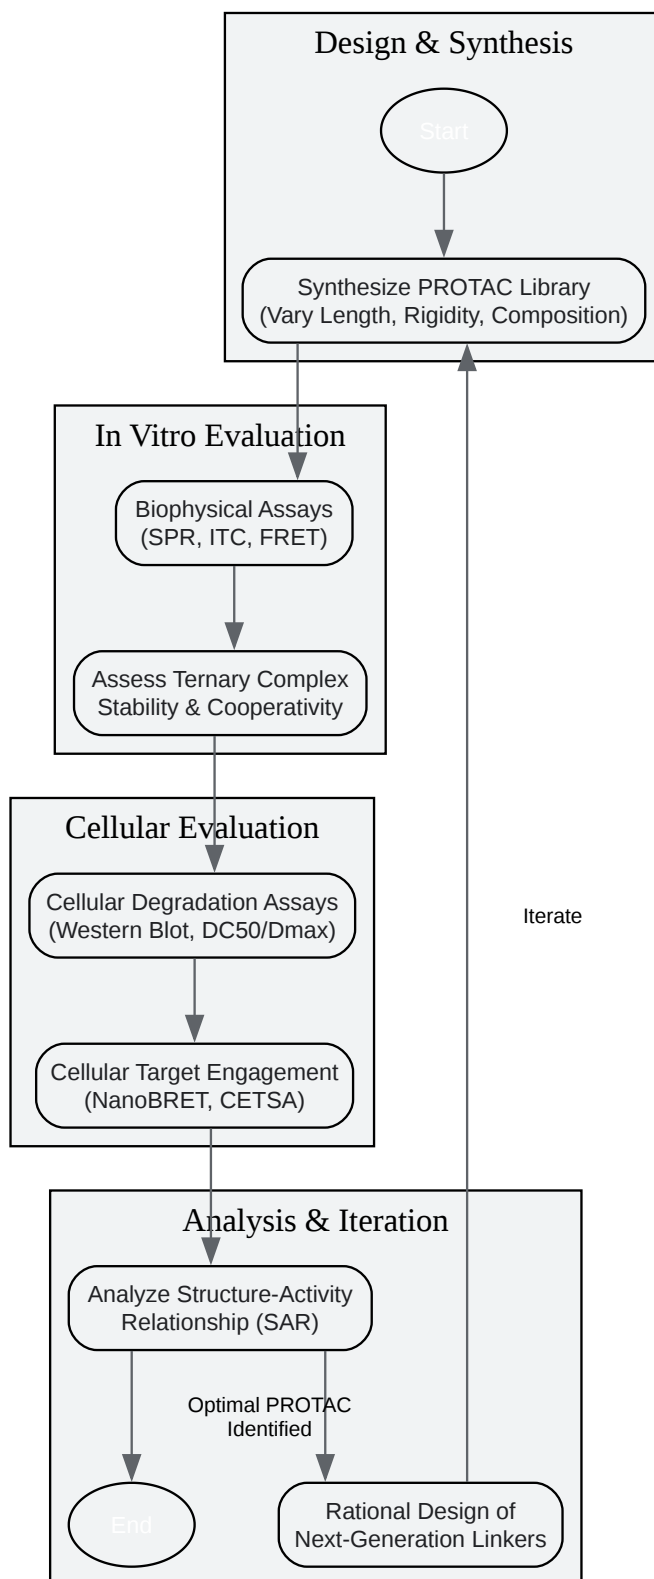 Design & Synthesis
Start
Synthesize PROTAC Library
(Vary Length, Rigidity, Composition)
In Vitro Evaluation
Biophysical Assays
(SPR, ITC, FRET)
Assess Ternary Complex
Stability & Cooperativity
Cellular Evaluation
Cellular Degradation Assays
(Western Blot, DC50/Dmax)
Iterate
Cellular Target Engagement
(NanoBRET, CETSA)
Analysis & Iteration
Analyze Structure-Activity
Relationship (SAR)
Optimal PROTAC
Identified
End
Rational Design of
Next-Generation Linkers